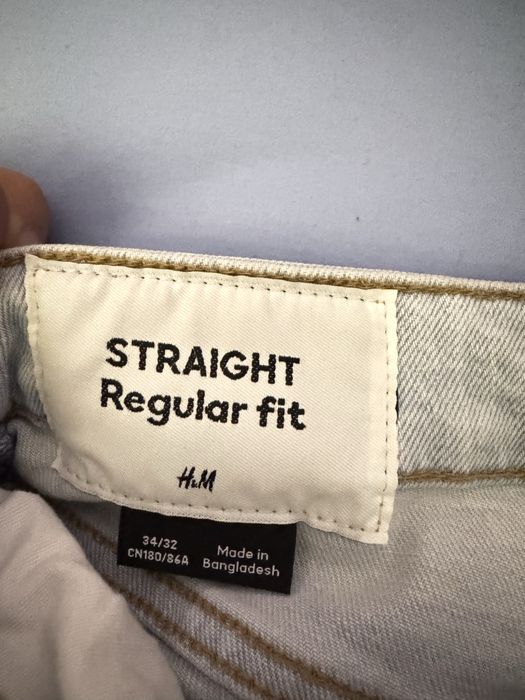 STRAIGHT
Regular fit
H&M
34/32
CN180/86A
Made in
Bangladesh